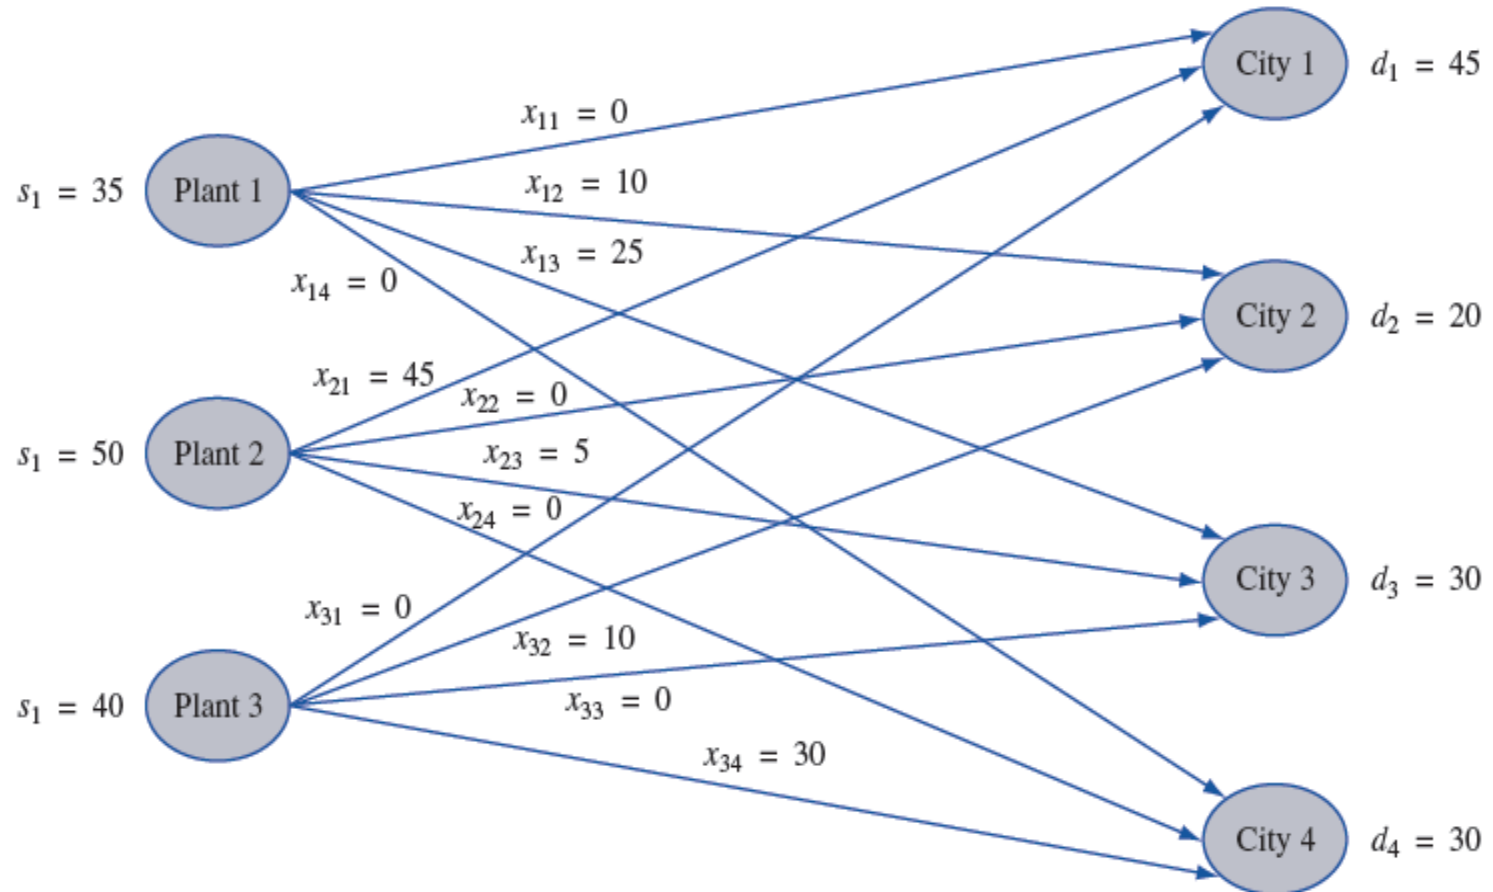 City 1
d₁ = 45
x₁₁ = 0
x₁₂ = 10
s₁ = 35
Plant 1
x₁₃ = 25
x₁₄ = 0
City 2
d₂ = 20
x₂₁ = 45
x₂₂ = 0
s₁ = 50
Plant 2
x₂₃ = 5
x₂₄ = 0
City 3
d₃ = 30
x₃₁ = 0
x₃₂ = 10
s₁ = 40
Plant 3
x₃₃ = 0
x₃₄ = 30
City 4
d₄ = 30